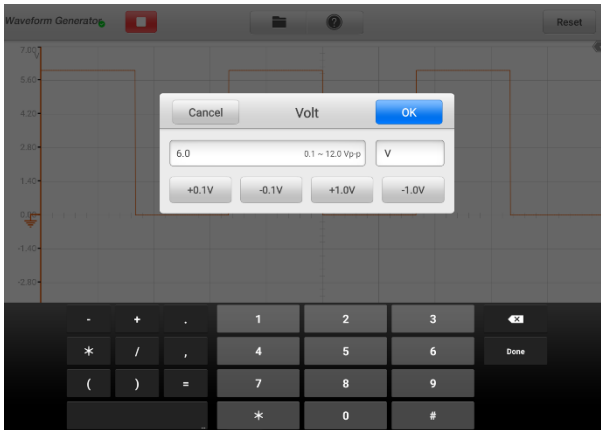 Waveform Generator
Reset
7.00
V
5.60
4.20
2.80
1.40
0.00
-1.40
-2.80
Cancel Volt OK
6.0 0.1 ~ 12.0 Vp-p V
+0.1V -0.1V +1.0V -1.0V
- + . 1 2 3
* / , 4 5 6 Done
( ) = 7 8 9
_ * 0 #